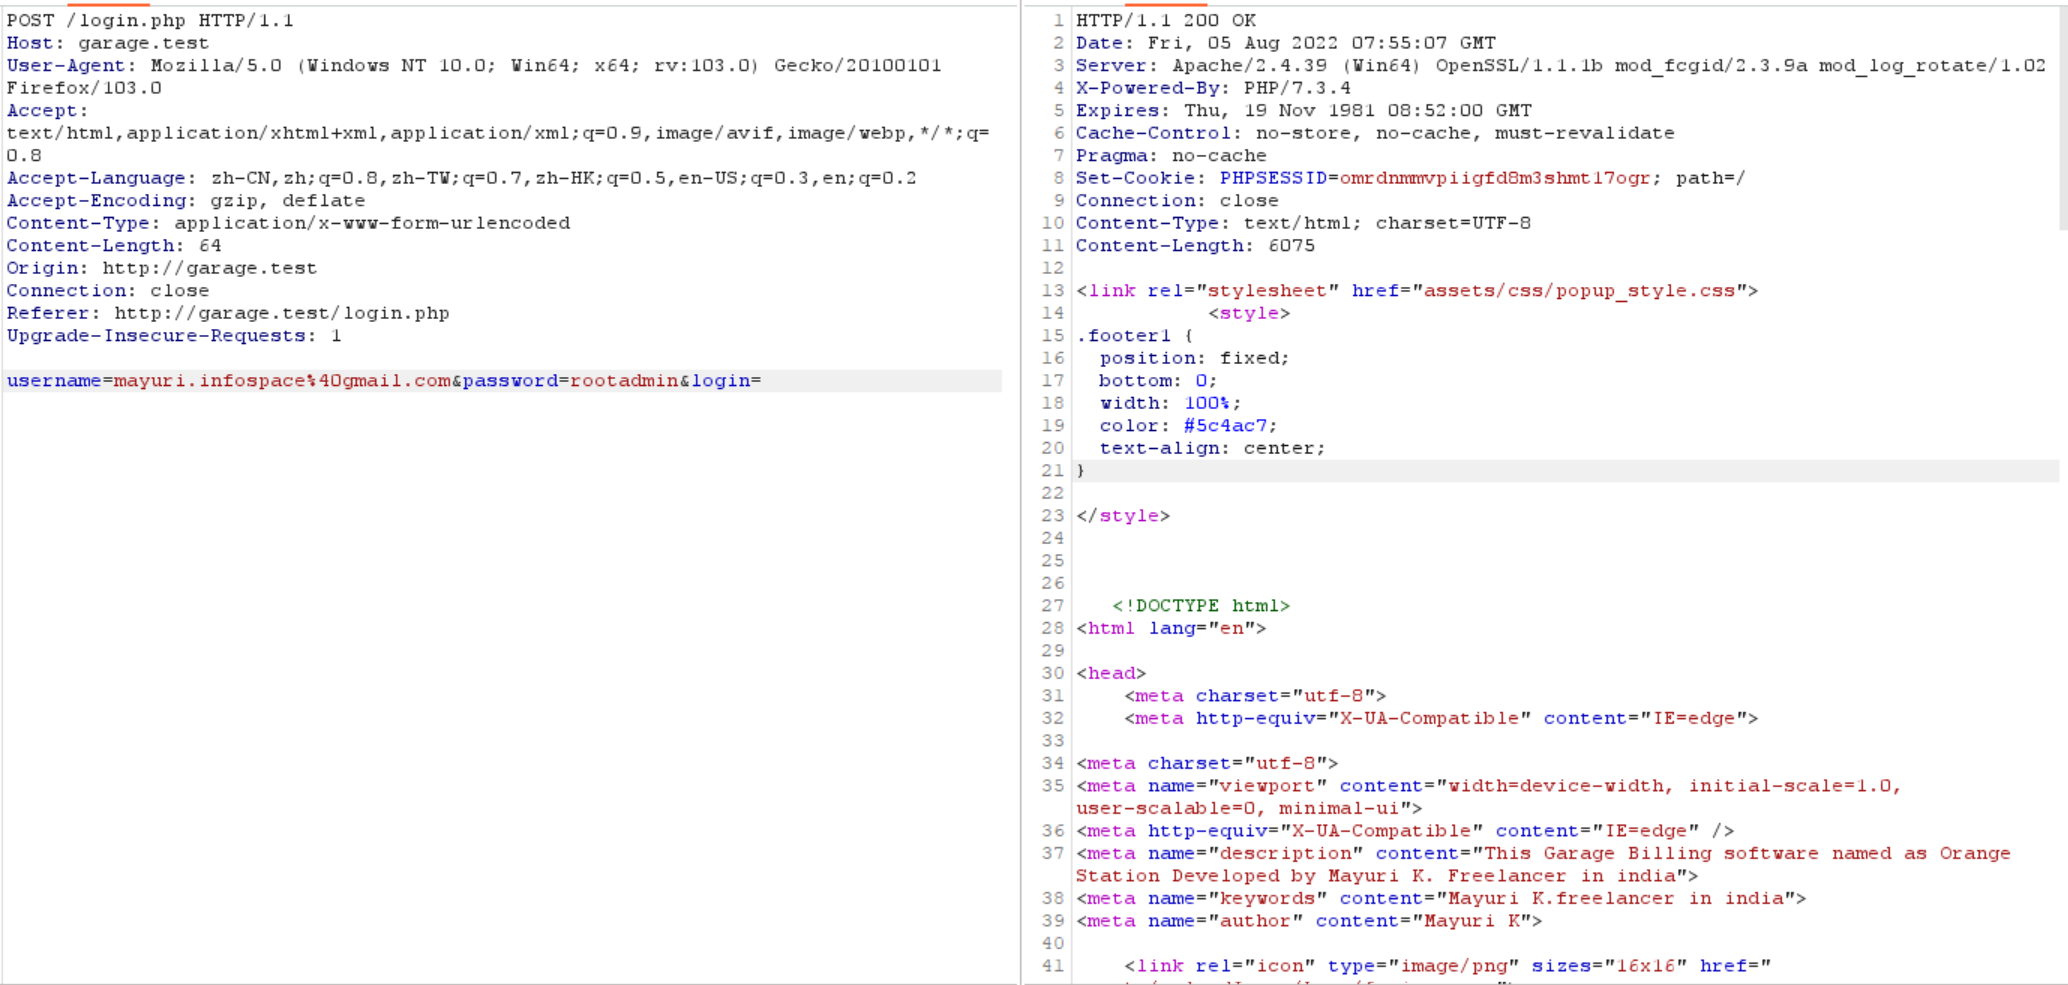 POST /login.php HTTP/1.1
Host: garage.test
User-Agent: Mozilla/5.0 (Windows NT 10.0; Win64; x64; rv:103.0) Gecko/20100101
Firefox/103.0
Accept:
text/html,application/xhtml+xml,application/xml;q=0.9,image/avif,image/webp,*/*;q=
0.8
Accept-Language: zh-CN,zh;q=0.8,zh-TW;q=0.7,zh-HK;q=0.5,en-US;q=0.3,en;q=0.2
Accept-Encoding: gzip, deflate
Content-Type: application/x-www-form-urlencoded
Content-Length: 64
Origin: http://garage.test
Connection: close
Referer: http://garage.test/login.php
Upgrade-Insecure-Requests: 1
username=mayuri.infospace%40gmail.com&password=rootadmin&login=
1 HTTP/1.1 200 OK
2 Date: Fri, 05 Aug 2022 07:55:07 GMT
3 Server: Apache/2.4.39 (Win64) OpenSSL/1.1.1b mod_fcgid/2.3.9a mod_log_rotate/1.02
4 X-Powered-By: PHP/7.3.4
5 Expires: Thu, 19 Nov 1981 08:52:00 GMT
6 Cache-Control: no-store, no-cache, must-revalidate
7 Pragma: no-cache
8 Set-Cookie: PHPSESSID=omrdnmmvpiigfd8m3shmt17ogr; path=/
9 Connection: close
10 Content-Type: text/html; charset=UTF-8
11 Content-Length: 6075
12
13 <link rel="stylesheet" href="assets/css/popup_style.css">
14 <style>
15 .footer1 {
16 position: fixed;
17 bottom: 0;
18 width: 100%;
19 color: #5c4ac7;
20 text-align: center;
21 }
22
23 </style>
24
25
26
27 <!DOCTYPE html>
28 <html lang="en">
29
30 <head>
31 <meta charset="utf-8">
32 <meta http-equiv="X-UA-Compatible" content="IE=edge">
33
34 <meta charset="utf-8">
35 <meta name="viewport" content="width=device-width, initial-scale=1.0,
user-scalable=0, minimal-ui">
36 <meta http-equiv="X-UA-Compatible" content="IE=edge" />
37 <meta name="description" content="This Garage Billing software named as Orange
Station Developed by Mayuri K. Freelancer in india">
38 <meta name="keywords" content="Mayuri K.freelancer in india">
39 <meta name="author" content="Mayuri K">
40
41 <link rel="icon" type="image/png" sizes="16x16" href="